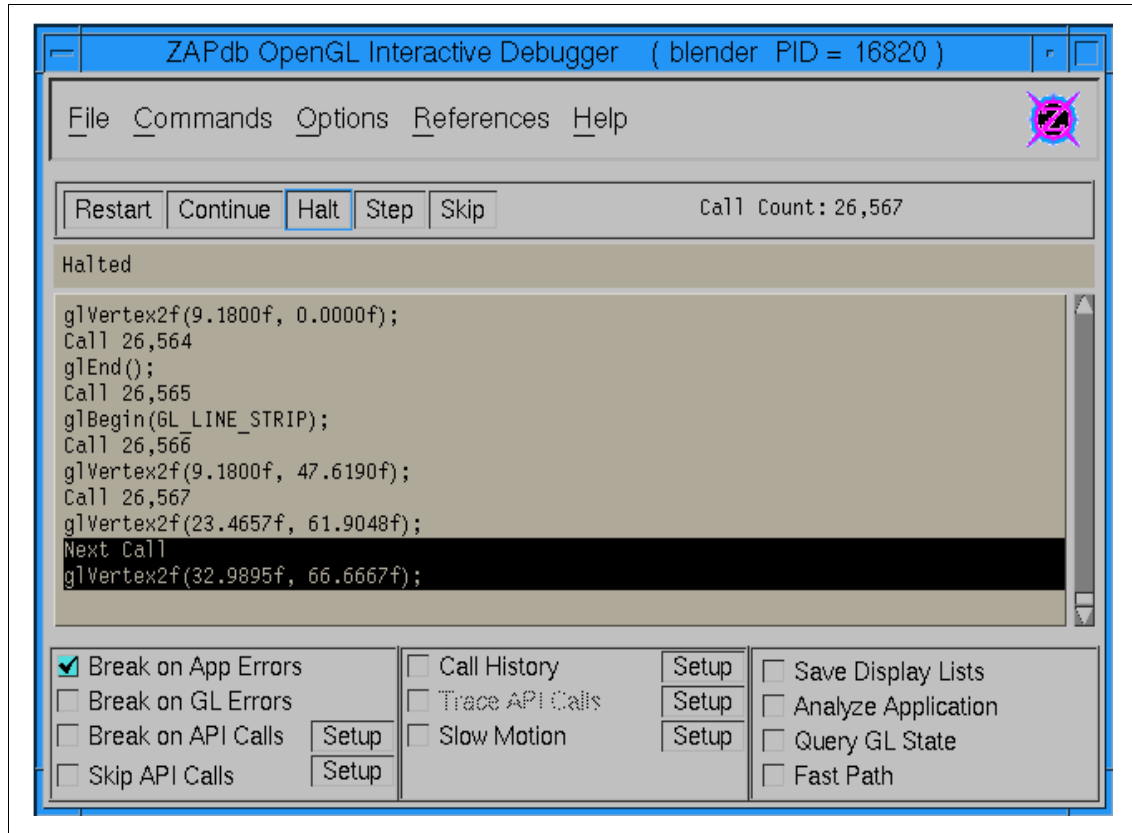 ZAPdb OpenGL Interactive Debugger ( blender PID = 16820 )
File Commands Options References Help
Z
Restart Continue Halt Step Skip Call Count: 26,567
Halted
glVertex2f(9.1800f, 0.0000f);
Call 26,564
glEnd();
Call 26,565
glBegin(GL_LINE_STRIP);
Call 26,566
glVertex2f(9.1800f, 47.6190f);
Call 26,567
glVertex2f(23.4657f, 61.9048f);
Next Call
glVertex2f(32.9895f, 66.6667f);
Break on App Errors
Break on GL Errors
Break on API Calls Setup
Skip API Calls Setup
Call History Setup
Trace API Calls Setup
Slow Motion Setup
Save Display Lists
Analyze Application
Query GL State
Fast Path